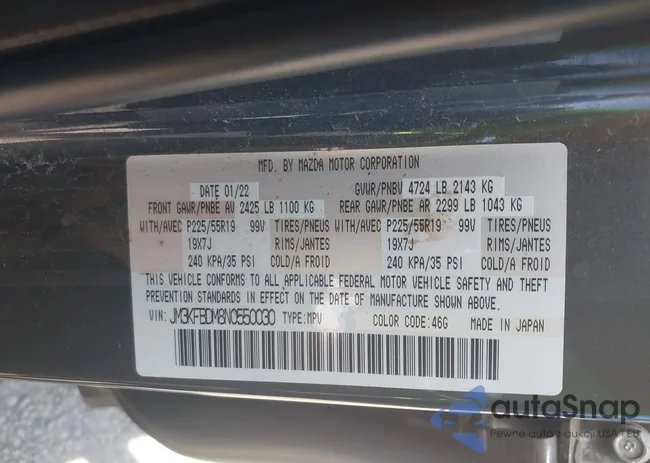 MFD. BY MAZDA MOTOR CORPORATION
DATE 01/22 GVWR/PNBV 4724 LB 2143 KG
FRONT GAWR/PNBE AV 2425 LB 1100 KG REAR GAWR/PNBE AR 2299 LB 1043 KG
WITH/AVEC P225/55R19 99V TIRES/PNEUS WITH/AVEC P225/55R19 99V TIRES/PNEUS
19X7J RIMS/JANTES 19X7J RIMS/JANTES
240 KPA/35 PSI COLD/A FROID 240 KPA/35 PSI COLD/A FROID
THIS VEHICLE CONFORMS TO ALL APPLICABLE FEDERAL MOTOR VEHICLE SAFETY AND THEFT
PREVENTION STANDARDS IN EFFECT ON THE DATE OF MANUFACTURE SHOWN ABOVE.
VIN: JM3KFBDM8N0550030 TYPE:MPV COLOR CODE:46G MADE IN JAPAN
autoSnap
Pewne auto z aukcji USA i EU